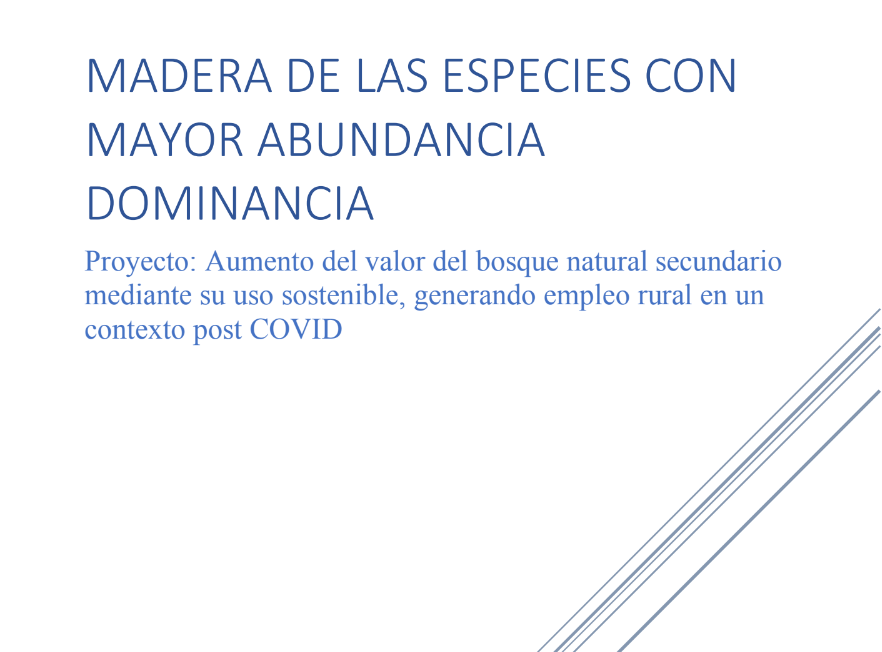 MADERA DE LAS ESPECIES CON
MAYOR ABUNDANCIA
DOMINANCIA
Proyecto: Aumento del valor del bosque natural secundario
mediante su uso sostenible, generando empleo rural en un
contexto post COVID